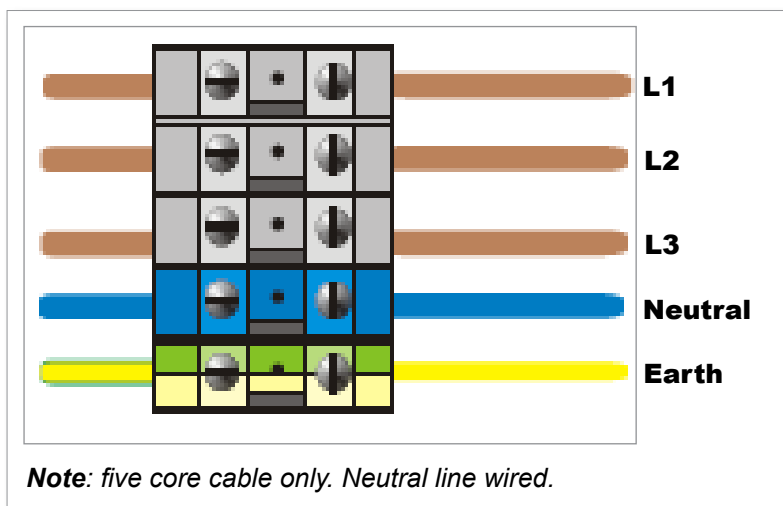 L1
L2
L3
Neutral
Earth
Note: five core cable only. Neutral line wired.